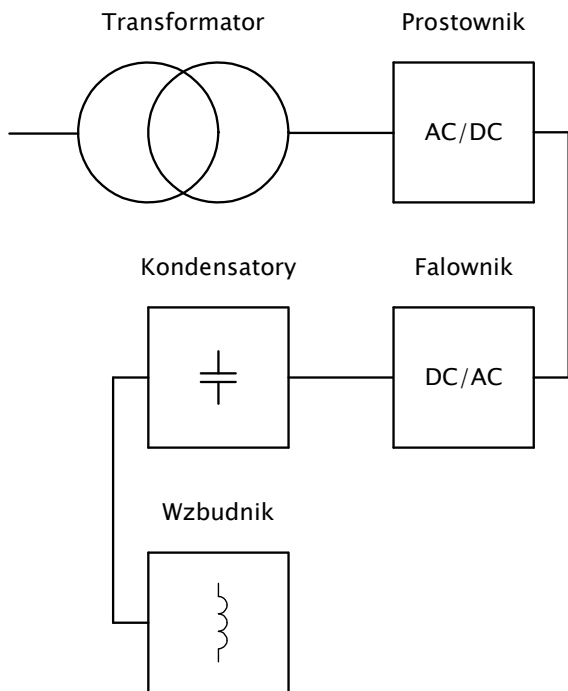 Transformator
Prostownik
AC/DC
Kondensatory
Falownik
DC/AC
Wzbudnik